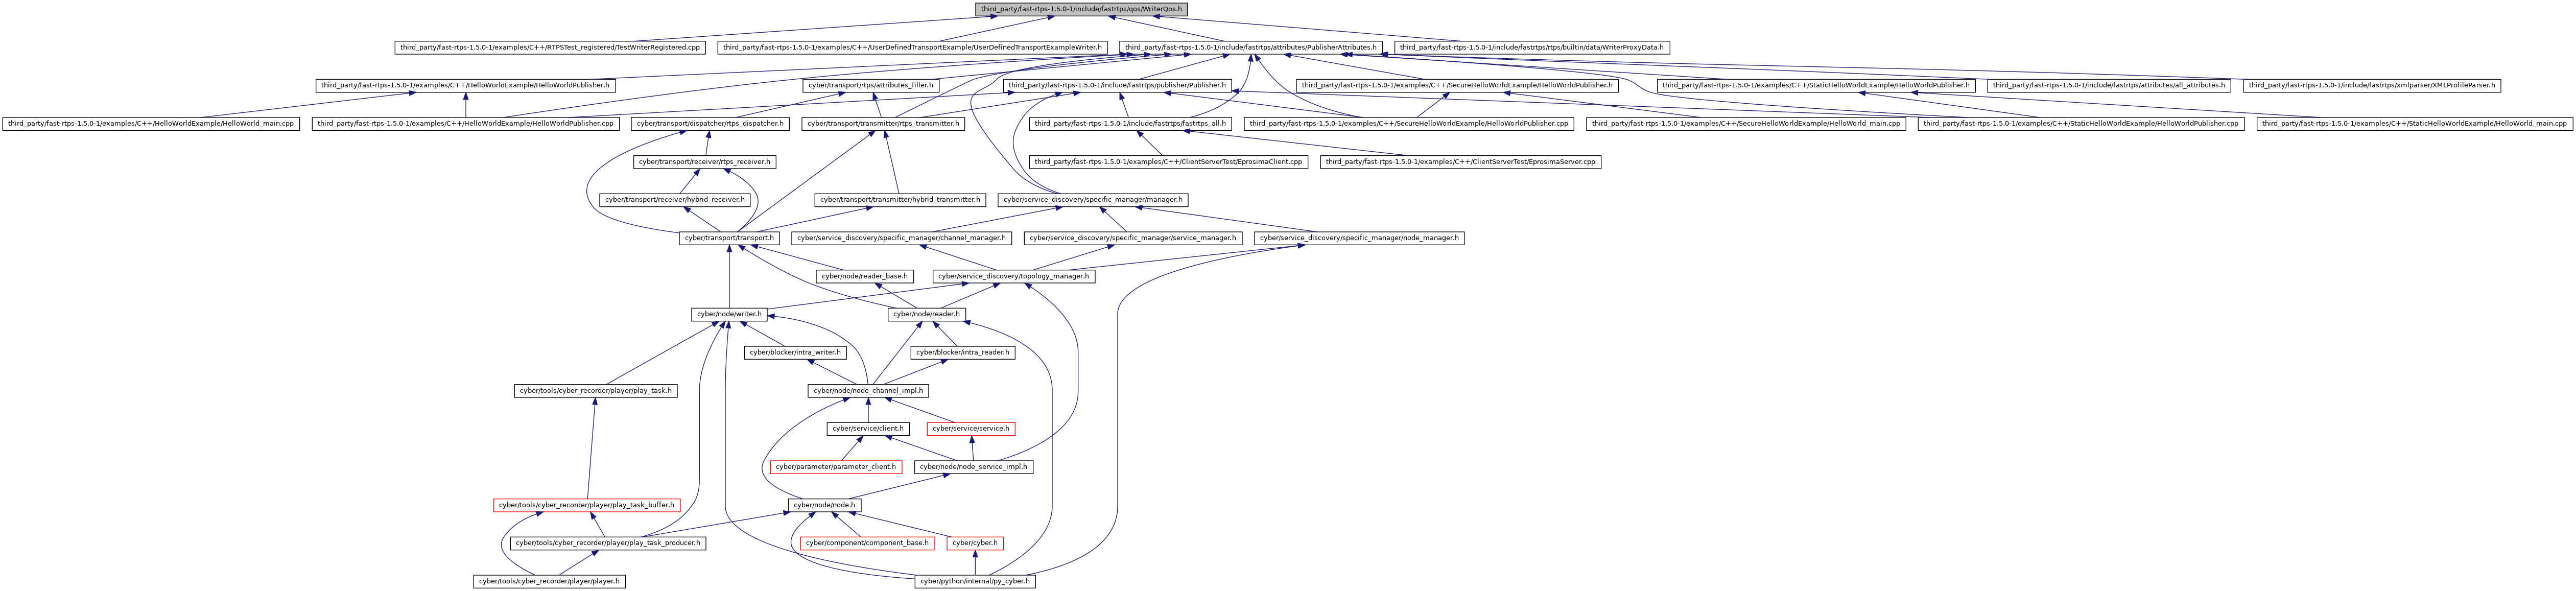 third_party/fast-rtps-1.5.0-1/include/fastrtps/qos/WriterQos.h
third_party/fast-rtps-1.5.0-1/examples/C++/RTPSTest_registered/TestWriterRegistered.cpp
third_party/fast-rtps-1.5.0-1/examples/C++/UserDefinedTransportExample/UserDefinedTransportExampleWriter.h
third_party/fast-rtps-1.5.0-1/include/fastrtps/attributes/PublisherAttributes.h
third_party/fast-rtps-1.5.0-1/include/fastrtps/rtps/builtin/data/WriterProxyData.h
third_party/fast-rtps-1.5.0-1/examples/C++/HelloWorldExample/HelloWorldPublisher.h
cyber/transport/rtps/attributes_filler.h
third_party/fast-rtps-1.5.0-1/include/fastrtps/publisher/Publisher.h
third_party/fast-rtps-1.5.0-1/examples/C++/SecureHelloWorldExample/HelloWorldPublisher.h
third_party/fast-rtps-1.5.0-1/examples/C++/StaticHelloWorldExample/HelloWorldPublisher.h
third_party/fast-rtps-1.5.0-1/include/fastrtps/attributes/all_attributes.h
third_party/fast-rtps-1.5.0-1/include/fastrtps/xmlparser/XMLProfileParser.h
third_party/fast-rtps-1.5.0-1/examples/C++/HelloWorldExample/HelloWorld_main.cpp
third_party/fast-rtps-1.5.0-1/examples/C++/HelloWorldExample/HelloWorldPublisher.cpp
cyber/transport/dispatcher/rtps_dispatcher.h
cyber/transport/transmitter/rtps_transmitter.h
third_party/fast-rtps-1.5.0-1/include/fastrtps/fastrtps_all.h
third_party/fast-rtps-1.5.0-1/examples/C++/SecureHelloWorldExample/HelloWorldPublisher.cpp
third_party/fast-rtps-1.5.0-1/examples/C++/SecureHelloWorldExample/HelloWorld_main.cpp
third_party/fast-rtps-1.5.0-1/examples/C++/StaticHelloWorldExample/HelloWorldPublisher.cpp
third_party/fast-rtps-1.5.0-1/examples/C++/StaticHelloWorldExample/HelloWorld_main.cpp
cyber/transport/receiver/rtps_receiver.h
third_party/fast-rtps-1.5.0-1/examples/C++/ClientServerTest/EprosimaClient.cpp
third_party/fast-rtps-1.5.0-1/examples/C++/ClientServerTest/EprosimaServer.cpp
cyber/transport/receiver/hybrid_receiver.h
cyber/transport/transmitter/hybrid_transmitter.h
cyber/service_discovery/specific_manager/manager.h
cyber/transport/transport.h
cyber/service_discovery/specific_manager/channel_manager.h
cyber/service_discovery/specific_manager/service_manager.h
cyber/service_discovery/specific_manager/node_manager.h
cyber/node/reader_base.h
cyber/service_discovery/topology_manager.h
cyber/node/writer.h
cyber/node/reader.h
cyber/blocker/intra_writer.h
cyber/blocker/intra_reader.h
cyber/tools/cyber_recorder/player/play_task.h
cyber/node/node_channel_impl.h
cyber/service/client.h
cyber/service/service.h
cyber/parameter/parameter_client.h
cyber/node/node_service_impl.h
cyber/tools/cyber_recorder/player/play_task_buffer.h
cyber/node/node.h
cyber/tools/cyber_recorder/player/play_task_producer.h
cyber/component/component_base.h
cyber/cyber.h
cyber/tools/cyber_recorder/player/player.h
cyber/python/internal/py_cyber.h